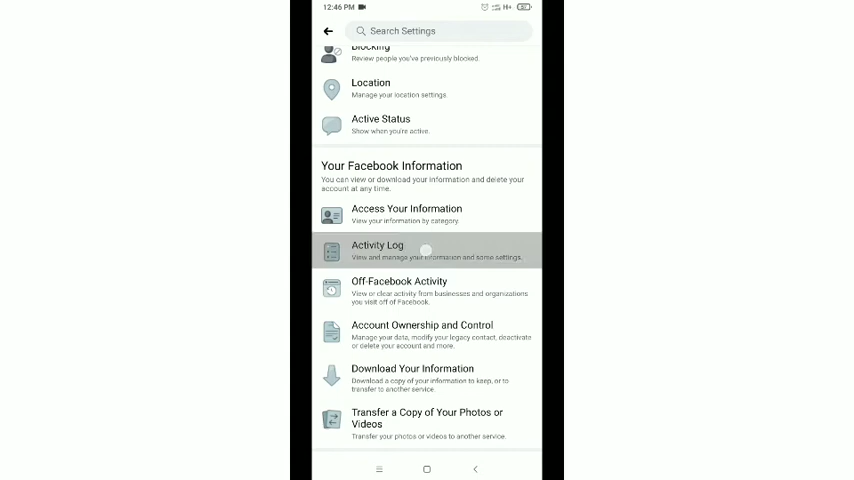 12:46 PM
Search Settings
Blocking
Review people you've previously blocked.
Location
Manage your location settings.
Active Status
Show when you're active.
Your Facebook Information
You can view or download your information and delete your
account at any time.
Access Your Information
View your information by category.
Activity Log
View and manage your information and some settings.
Off-Facebook Activity
View or clear activity from businesses and organizations
you visit off of Facebook.
Account Ownership and Control
Manage your data, modify your legacy contact, deactivate
or delete your account and more.
Download Your Information
Download a copy of your information to keep, or to
transfer to another service.
Transfer a Copy of Your Photos or
Videos
Transfer your photos or videos to another service.